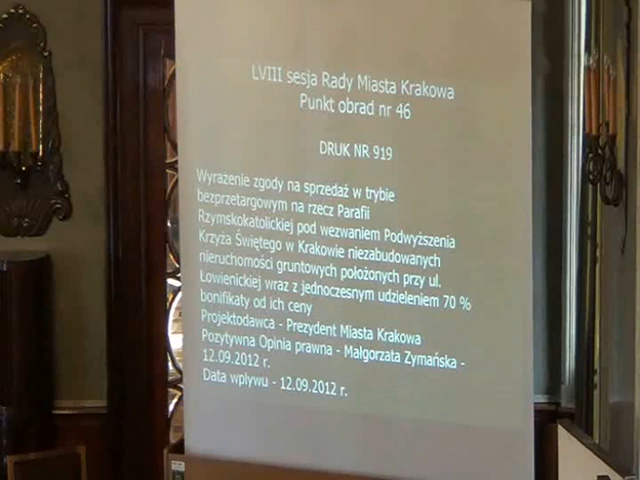 LVIII sesja Rady Miasta Krakowa
Punkt obrad nr 46
DRUK NR 919
Wyrażenie zgody na sprzedaż w trybie
bezprzetargowym na rzecz Parafii
Rzymskokatolickiej pod wezwaniem Podwyższenia
Krzyża Świętego w Krakowie niezabudowanych
nieruchomości gruntowych położonych przy ul.
Łowienickiej wraz z jednoczesnym udzieleniem 70 %
bonifikaty od ich ceny
Projektodawca - Prezydent Miasta Krakowa
Pozytywna Opinia prawna - Małgorzata Zymańska -
12.09.2012 r.
Data wpływu - 12.09.2012 r.